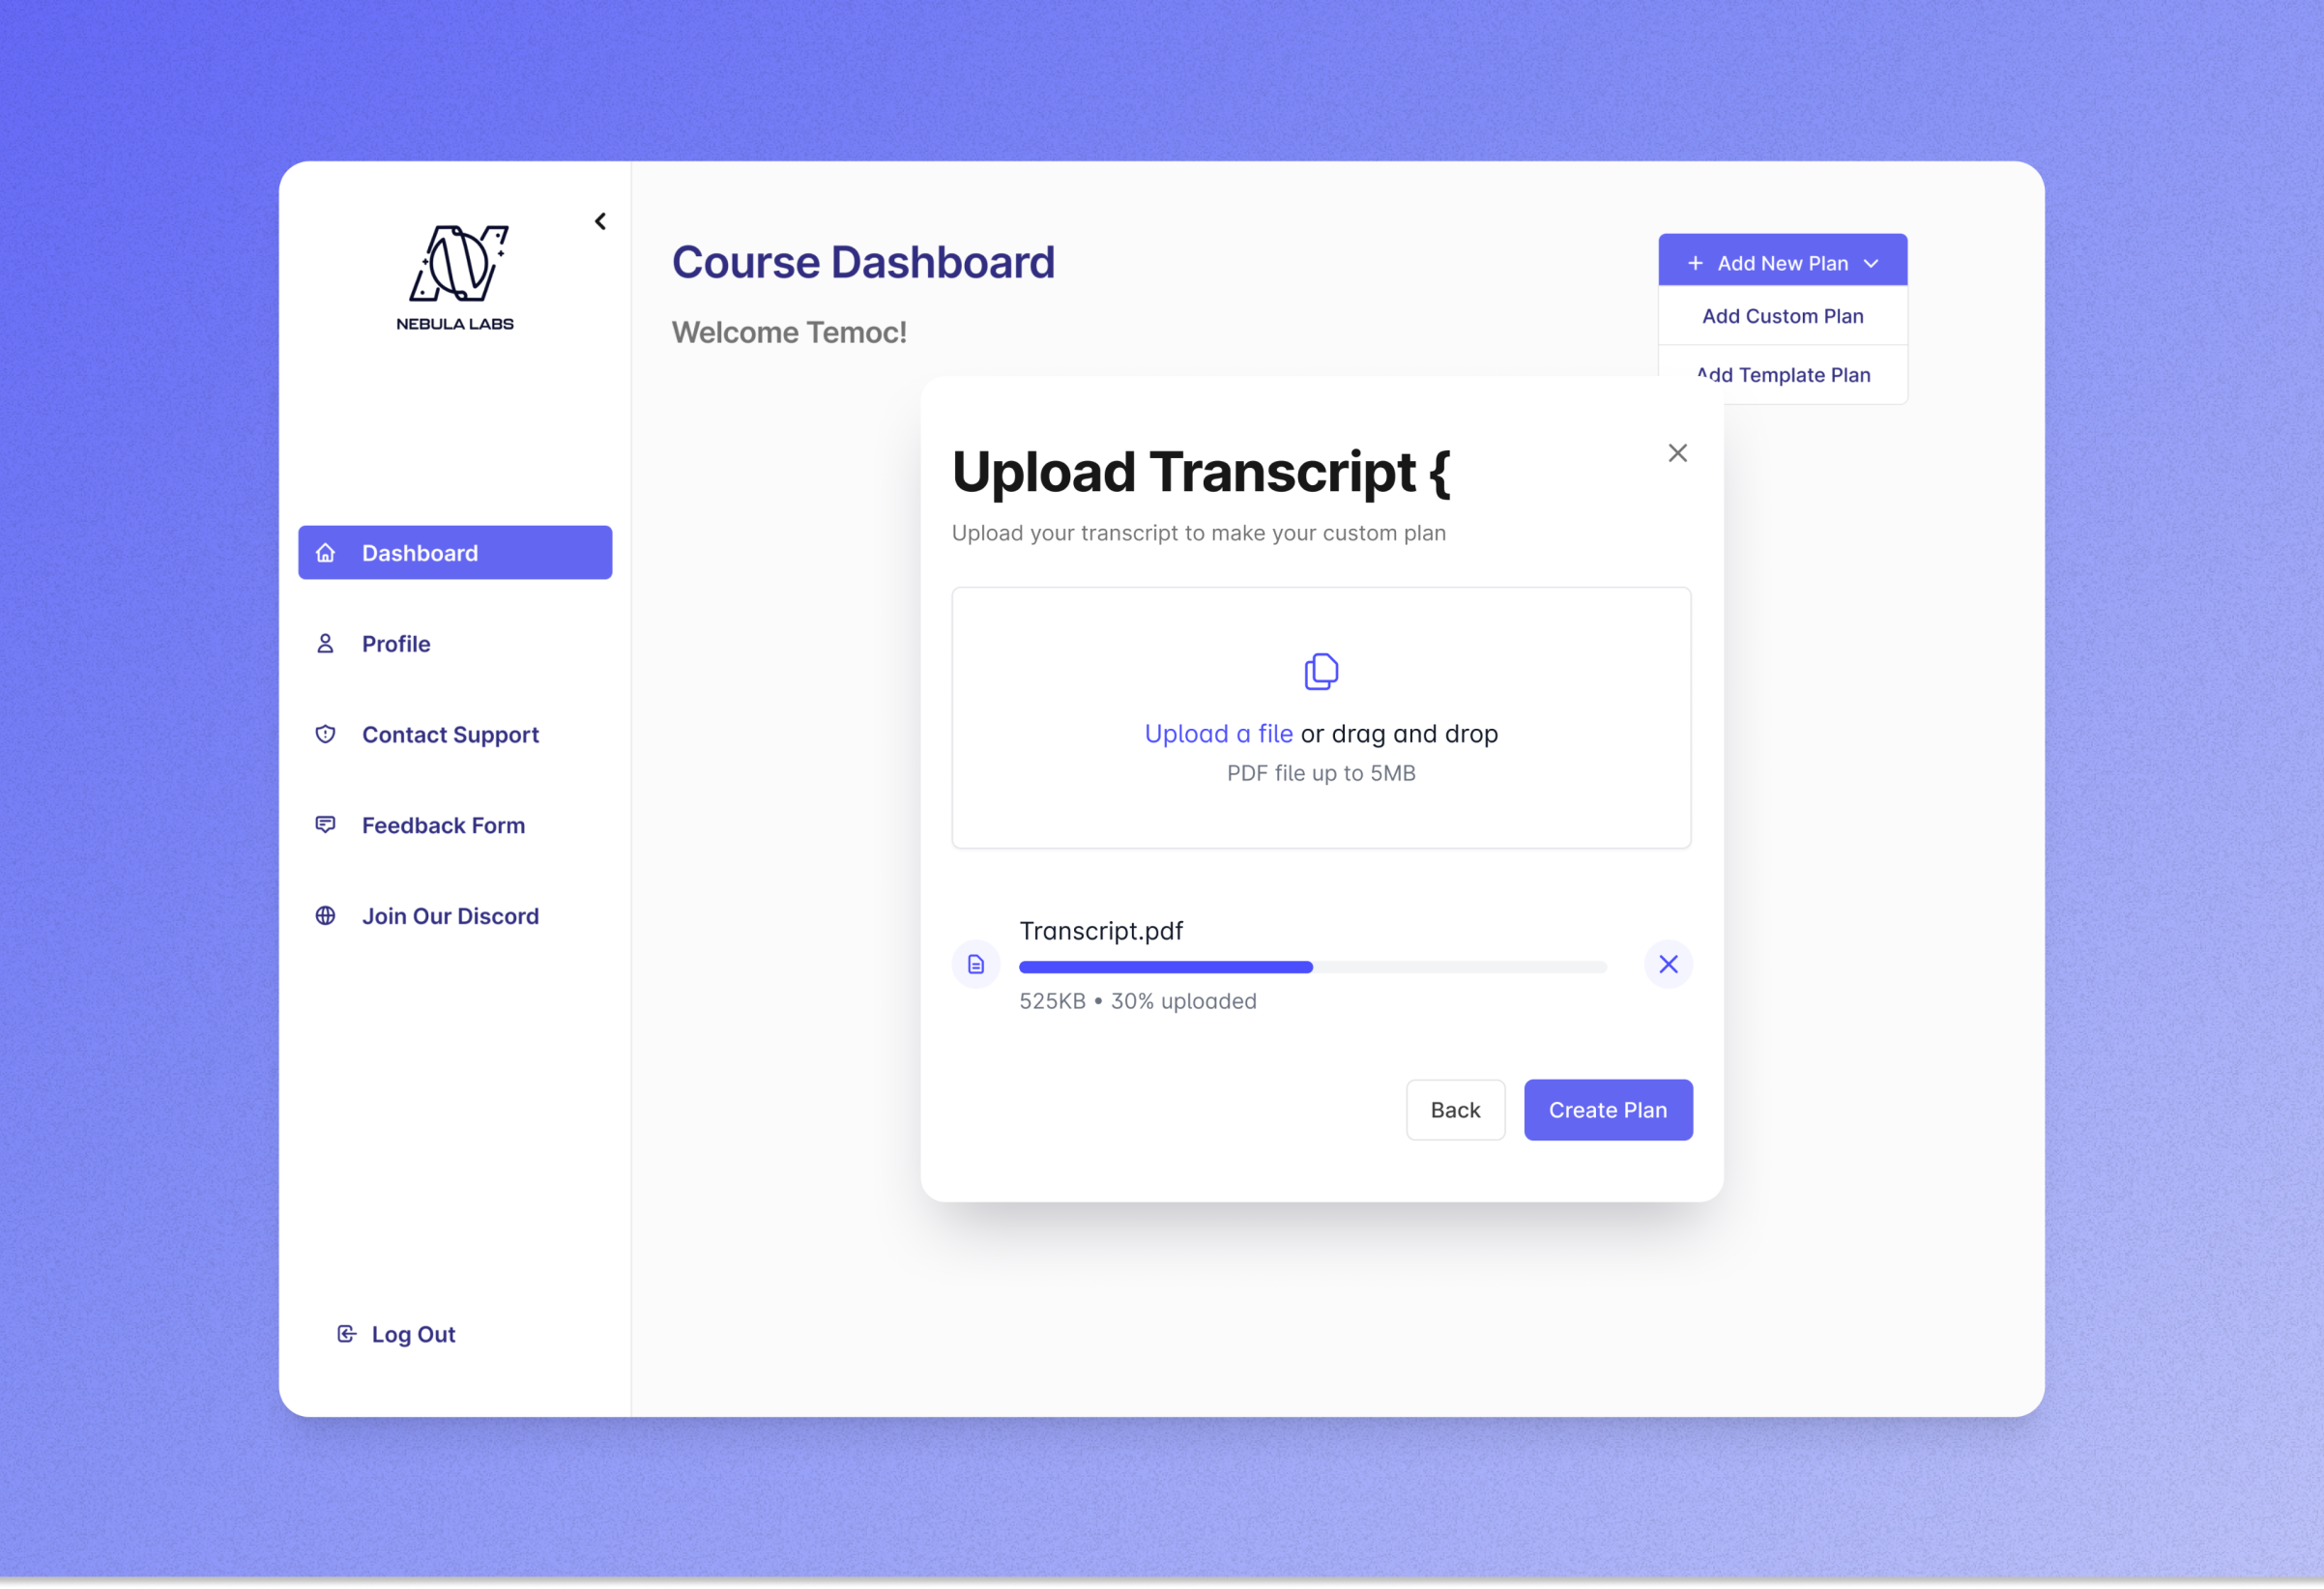 NEBULA LABS
Dashboard
Profile
Contact Support
Feedback Form
Join Our Discord
Log Out
Course Dashboard
Welcome Temoc!
Add New Plan
Add Custom Plan
Add Template Plan
Upload Transcript {
Upload your transcript to make your custom plan
Upload a file or drag and drop
PDF file up to 5MB
Transcript.pdf
525KB • 30% uploaded
Back
Create Plan